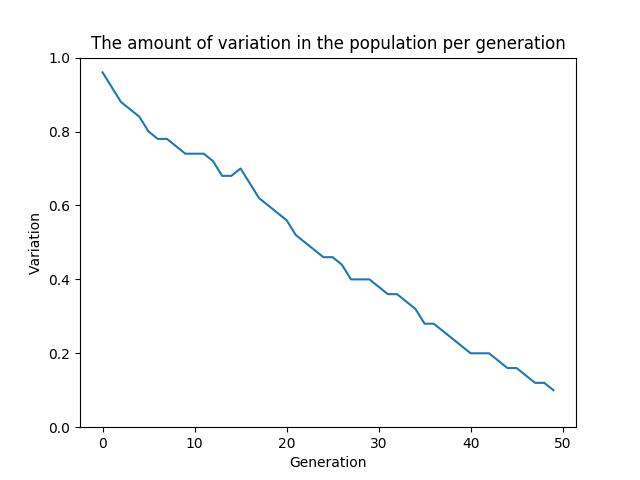 The amount of variation in the population per generation
1.0
0.8
0.6
0.4
0.2
0.0
Variation
0 10 20 30 40 50
Generation